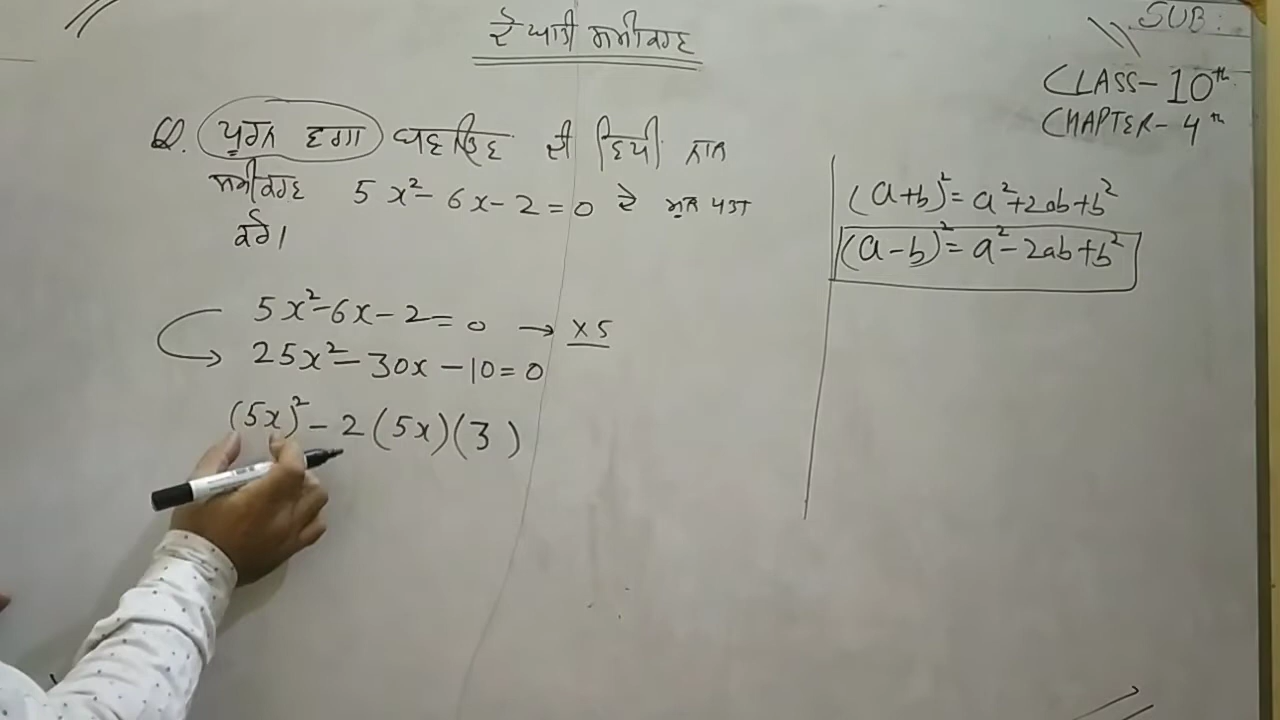 ਦੋ ਘਾਤੀ ਸਮੀਕਰਣ
SUB:
CLASS- 10th
CHAPTER- 4th
Q. ਪੂਰਨ ਵਰਗ ਬਣਾਉਣ ਦੀ ਵਿਧੀ ਨਾਲ
ਸਮੀਕਰਣ 5x²-6x-2=0 ਦੇ ਮੂਲ ਪਤਾ
ਕਰੋ।
5x²-6x-2=0 → ×5
25x²-30x-10=0
(5x)²-2(5x)(3)
(a+b)²=a²+2ab+b²
(a-b)²=a²-2ab+b²